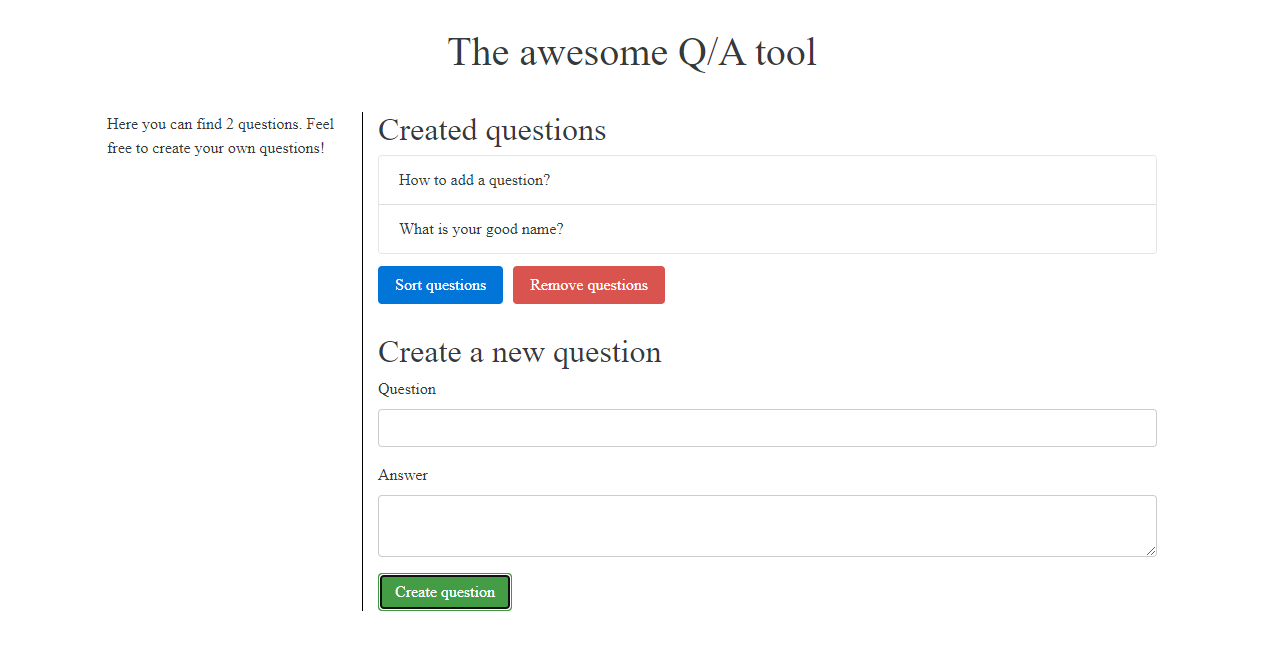 The awesome Q/A tool
Here you can find 2 questions. Feel
free to create your own questions!
Created questions
How to add a question?
What is your good name?
Sort questions
Remove questions
Create a new question
Question
Answer
Create question